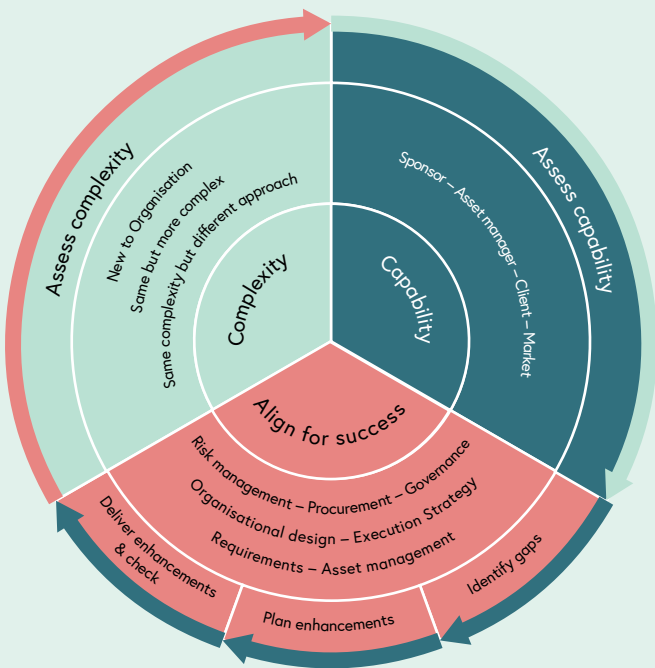 Assess complexity
New to Organisation
Same but more complex
Same complexity but different approach
Complexity
Assess capability
Sponsor – Asset manager – Client – Market
Capability
Align for success
Risk management – Procurement – Governance
Organisational design – Execution Strategy
Requirements – Asset management
Identify gaps
Plan enhancements
Deliver enhancements
& check